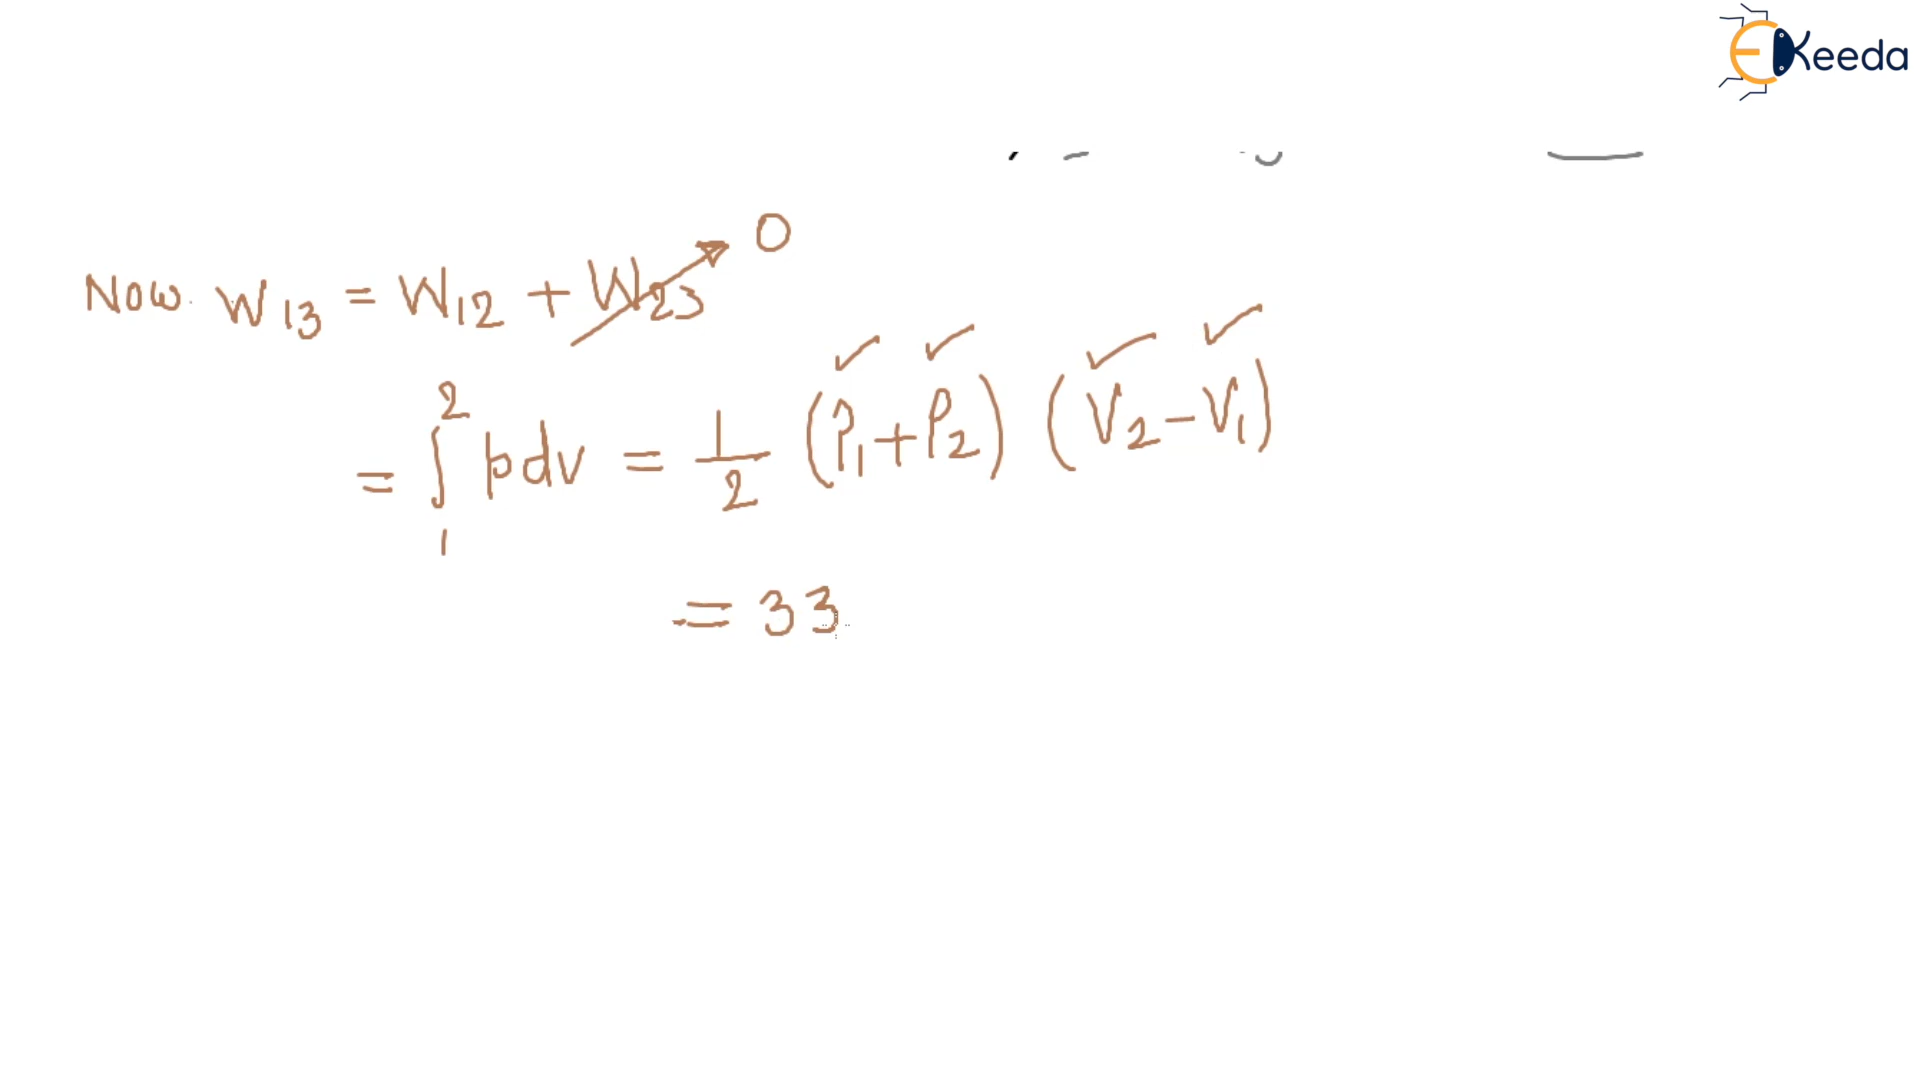 EKeeda
0
Now W13 = W12 + W23
= ∫₁² pdv = 1/2 (P1+P2) (V2-V1)
= 33